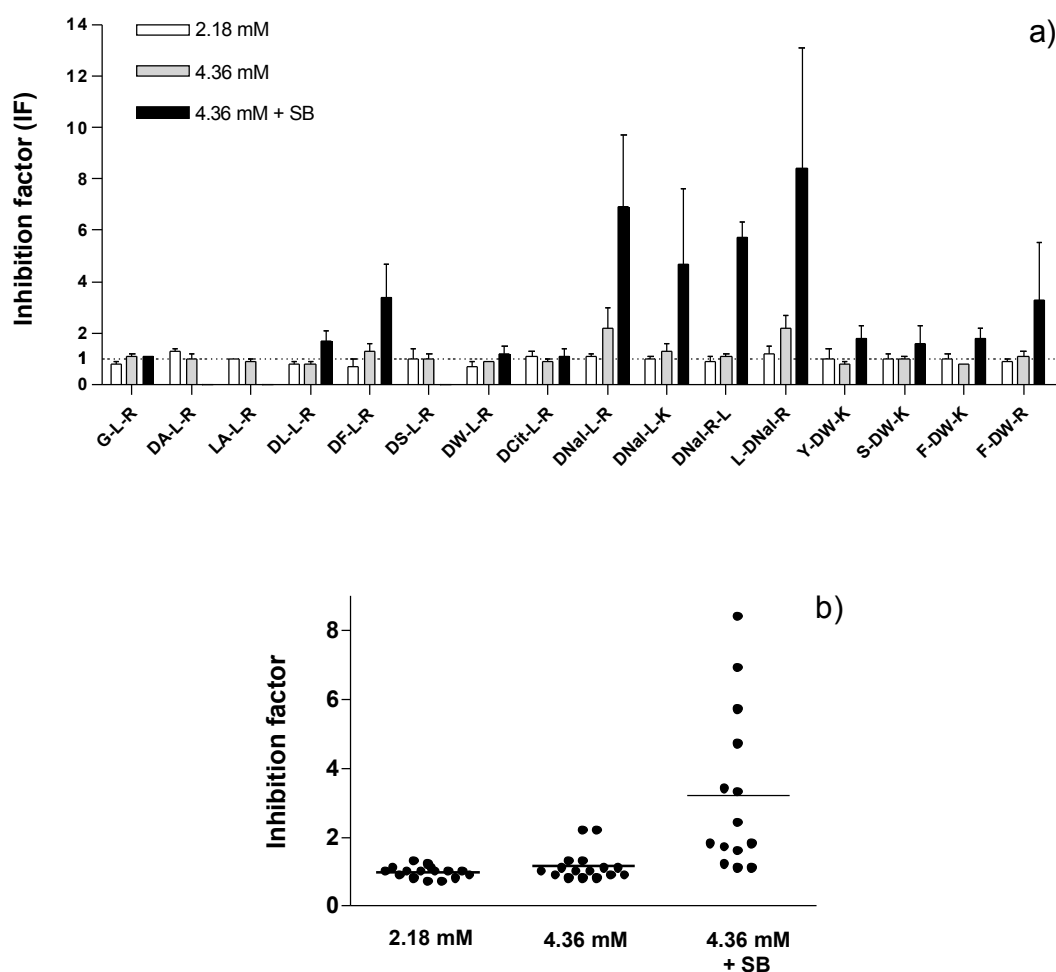 a)
2.18 mM
4.36 mM
4.36 mM + SB
Inhibition factor (IF)
14
12
10
8
6
4
2
1
0
G-L-R
DA-L-R
LA-L-R
DL-L-R
DF-L-R
DS-L-R
DW-L-R
DCit-L-R
DNal-L-R
DNal-L-K
DNal-R-L
L-DNal-R
Y-DW-K
S-DW-K
F-DW-K
F-DW-R
b)
Inhibition factor
8
6
4
2
0
2.18 mM
4.36 mM
4.36 mM
+ SB